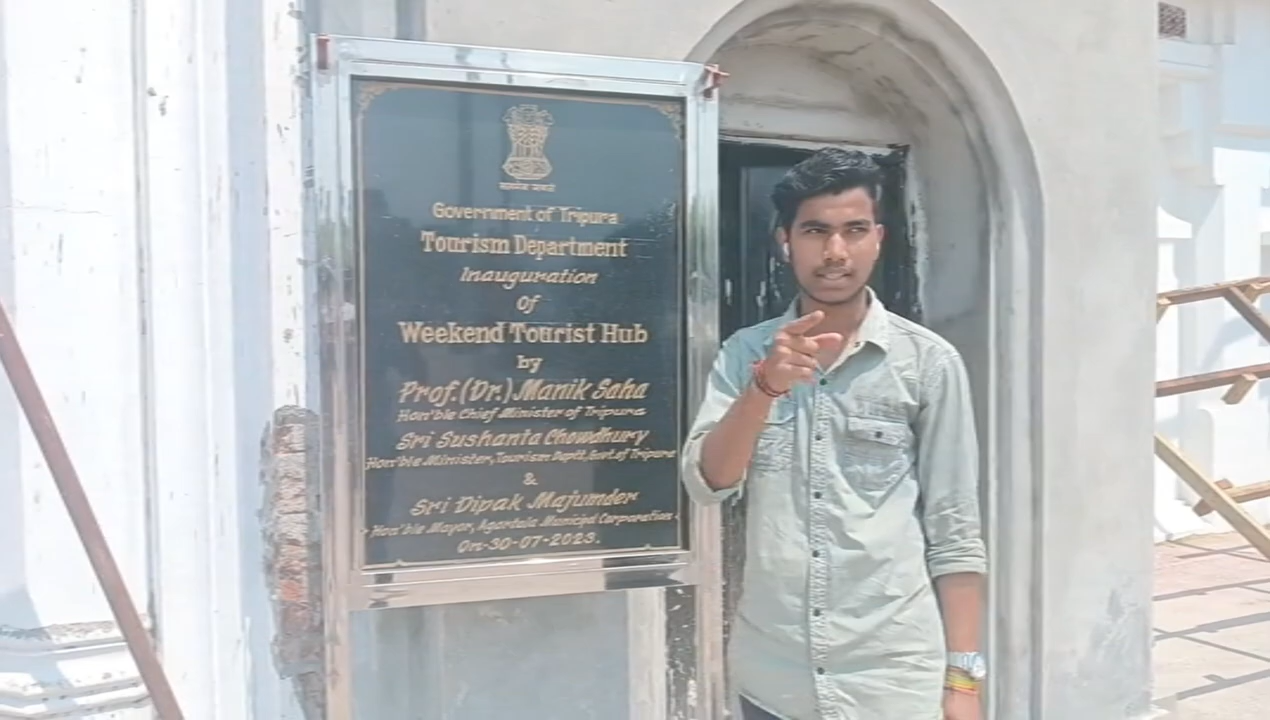 सत्यमेव जयते
Government of Tripura
Tourism Department
Inauguration
Of
Weekend Tourist Hub
by
Prof.(Dr.) Manik Saha
Hon'ble Chief Minister of Tripura
Sri Sushanta Chowdhury
Hon'ble Minister, Tourism Deptt, Govt. of Tripura
&
Sri Dipak Majumder
Hon'ble Mayor, Agartala Municipal Corporation.
On-30-07-2023.